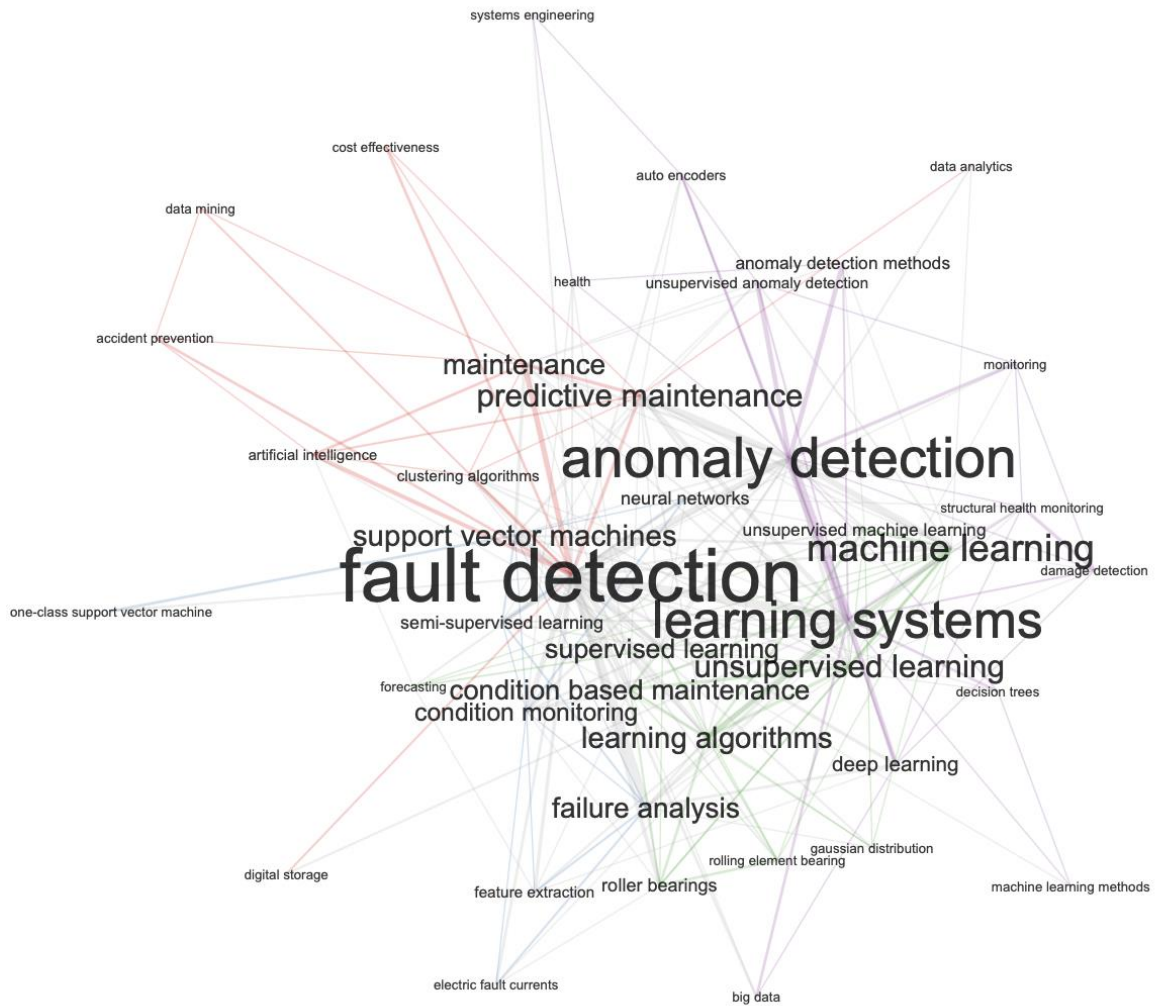 systems engineering
cost effectiveness
data analytics
auto encoders
data mining
anomaly detection methods
health
unsupervised anomaly detection
accident prevention
maintenance
monitoring
predictive maintenance
artificial intelligence
anomaly detection
clustering algorithms
neural networks
structural health monitoring
unsupervised machine learning
support vector machines
machine learning
damage detection
fault detection
one-class support vector machine
semi-supervised learning
learning systems
supervised learning
unsupervised learning
forecasting
condition based maintenance
decision trees
condition monitoring
learning algorithms
deep learning
failure analysis
gaussian distribution
rolling element bearing
digital storage
roller bearings
machine learning methods
feature extraction
electric fault currents
big data